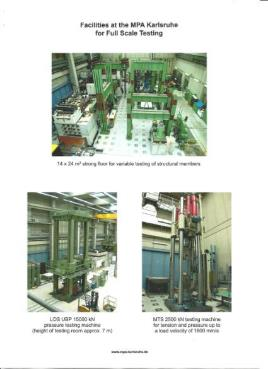 Facilities at the MPA Karlsruhe
for Full Scale Testing
14 x 24 m² strong floor for variable testing of structural members
LOS UBP 15000 kN
pressure testing machine
(height of testing room approx. 7 m)
MTS 2500 kN testing machine
for tension and pressure up to
a load velocity of 1600 mm/s
www.mpa-karlsruhe.de